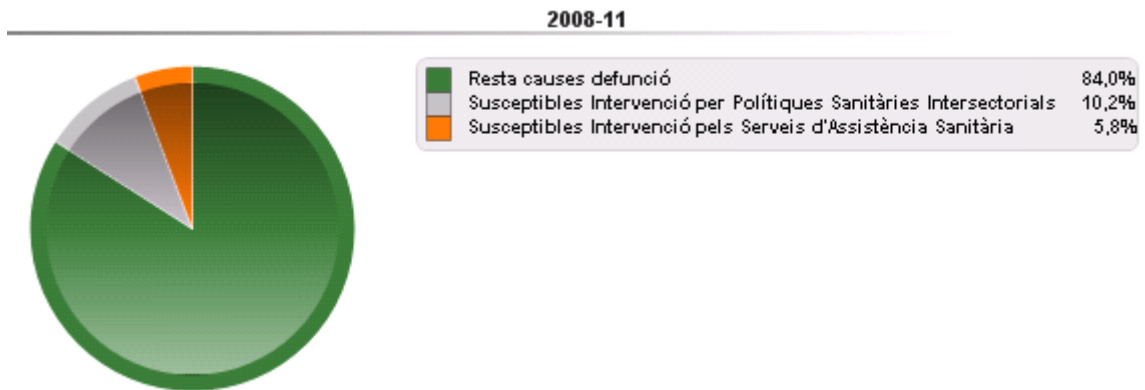 2008-11
Resta causes defunció 84,0%
Susceptibles Intervenció per Polítiques Sanitàries Intersectorials 10,2%
Susceptibles Intervenció pels Serveis d'Assistència Sanitària 5,8%